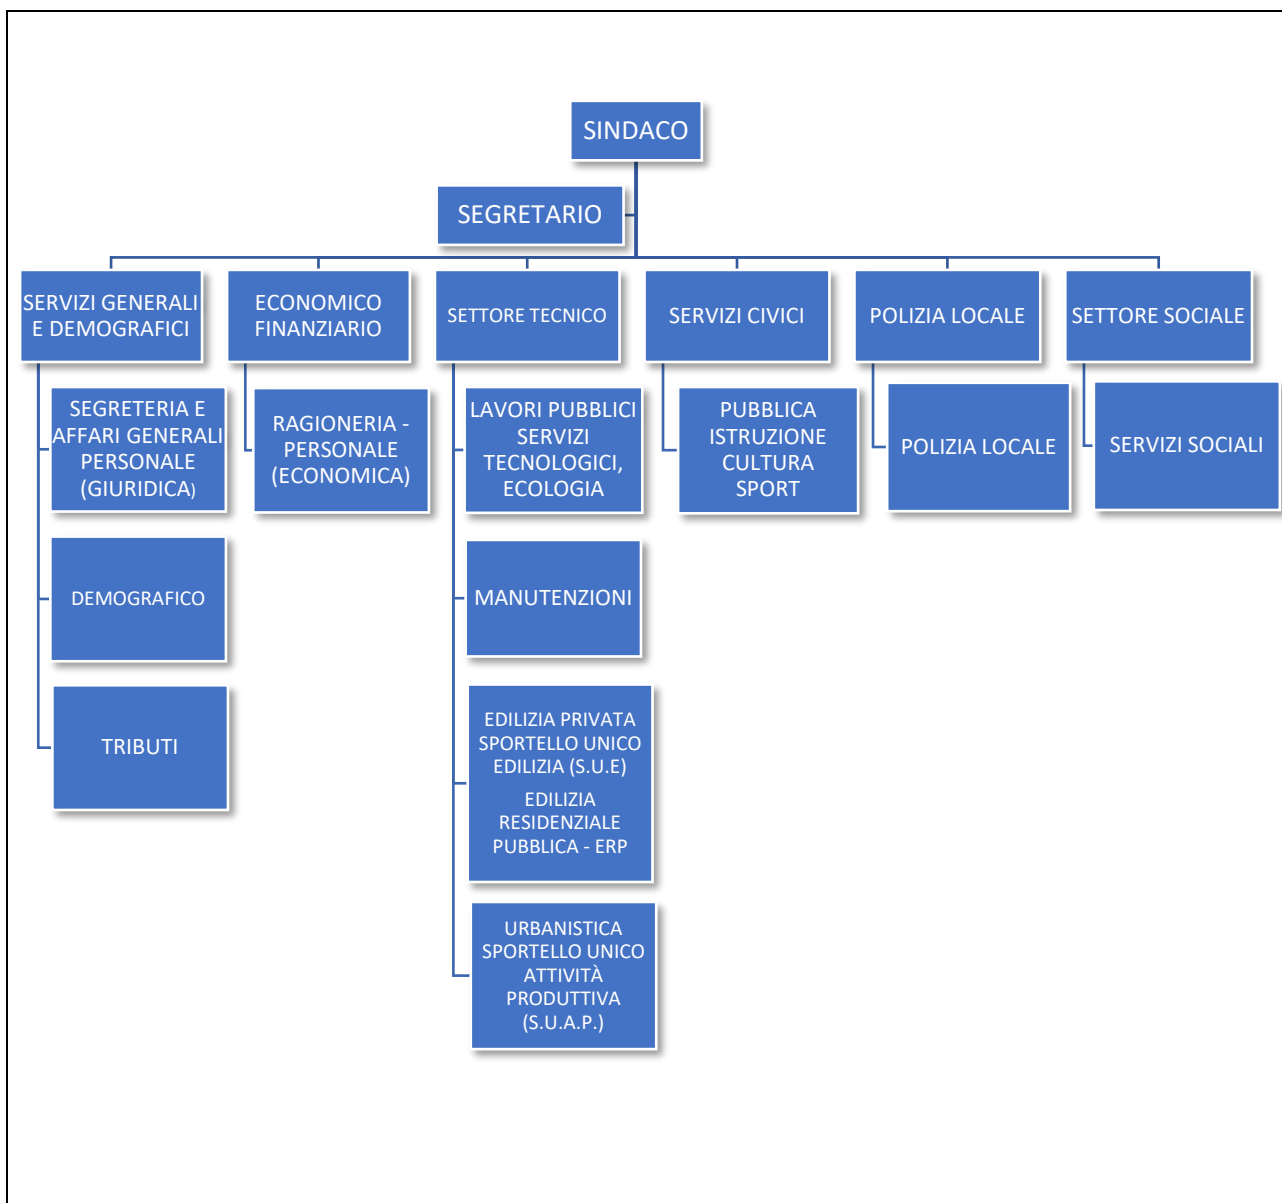 SINDACO
SEGRETARIO
SERVIZI GENERALI
E DEMOGRAFICI
ECONOMICO
FINANZIARIO
SETTORE TECNICO
SERVIZI CIVICI
POLIZIA LOCALE
SETTORE SOCIALE
SEGRETERIA E
AFFARI GENERALI
PERSONALE
(GIURIDICA)
DEMOGRAFICO
TRIBUTI
RAGIONERIA -
PERSONALE
(ECONOMICA)
LAVORI PUBBLICI
SERVIZI
TECNOLOGICI,
ECOLOGIA
MANUTENZIONI
EDILIZIA PRIVATA
SPORTELLO UNICO
EDILIZIA (S.U.E)
EDILIZIA
RESIDENZIALE
PUBBLICA - ERP
URBANISTICA
SPORTELLO UNICO
ATTIVITÀ
PRODUTTIVA
(S.U.A.P.)
PUBBLICA
ISTRUZIONE
CULTURA
SPORT
POLIZIA LOCALE
SERVIZI SOCIALI